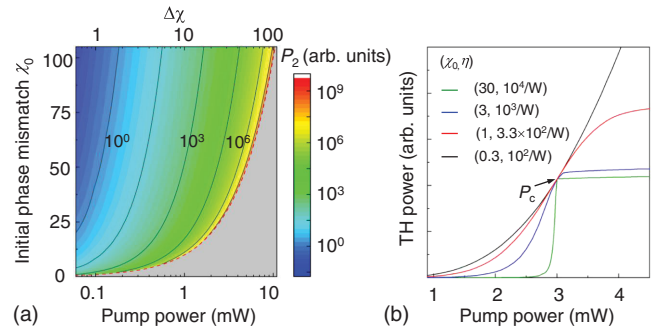 Δχ
1 10 100
P₂ (arb. units)
Initial phase mismatch χ₀
100
75
50
25
0
10⁰ 10³ 10⁶
10⁹
10⁶
10³
10⁰
0.1 1 10
Pump power (mW)
(a)
TH power (arb. units)
(χ₀,η)
(30, 10⁴/W)
(3, 10³/W)
(1, 3.3×10²/W)
(0.3, 10²/W)
P꜀
1 2 3 4
Pump power (mW)
(b)